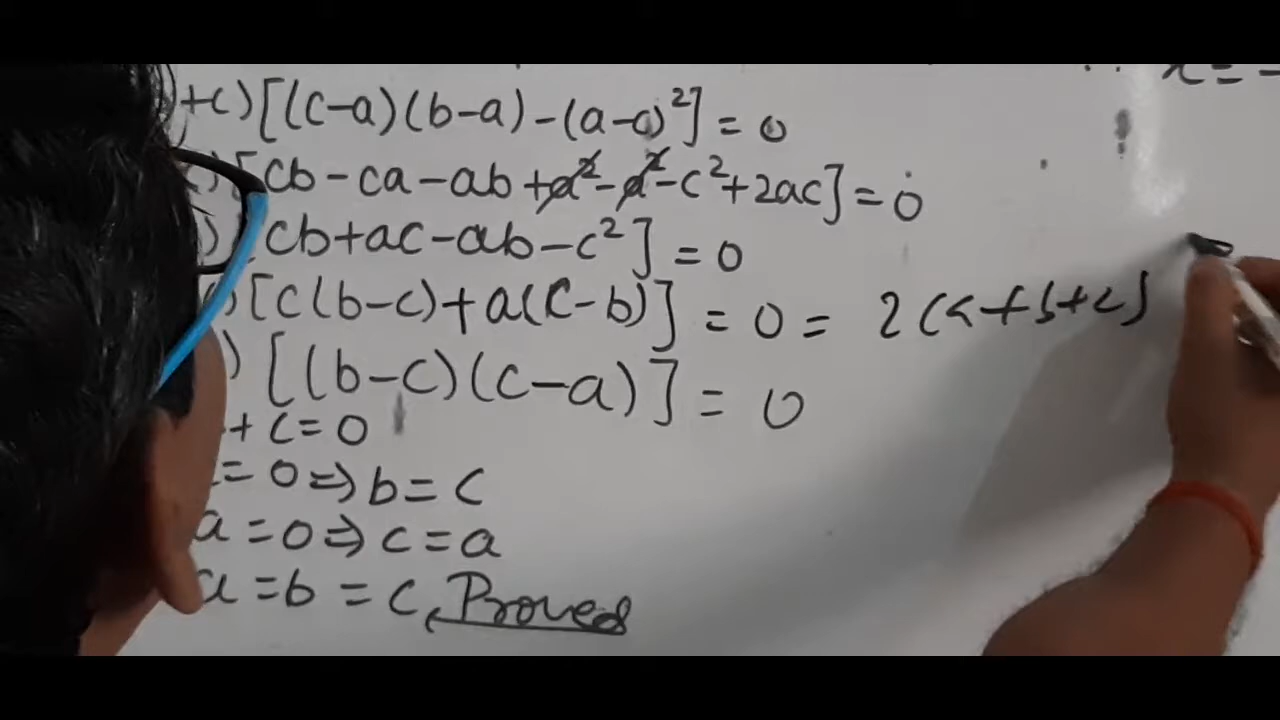 +c)[(c-a)(b-a)-(a-c)²]=0
)[cb-ca-ab+a²-a²-c²+2ac]=0
)[cb+ac-ab-c²]=0
)[c(b-c)+a(c-b)]=0=2(a+b+c)
)[(b-c)(c-a)]=0
+c=0
=0⇒b=c
a=0⇒c=a
a=b=c, Proved